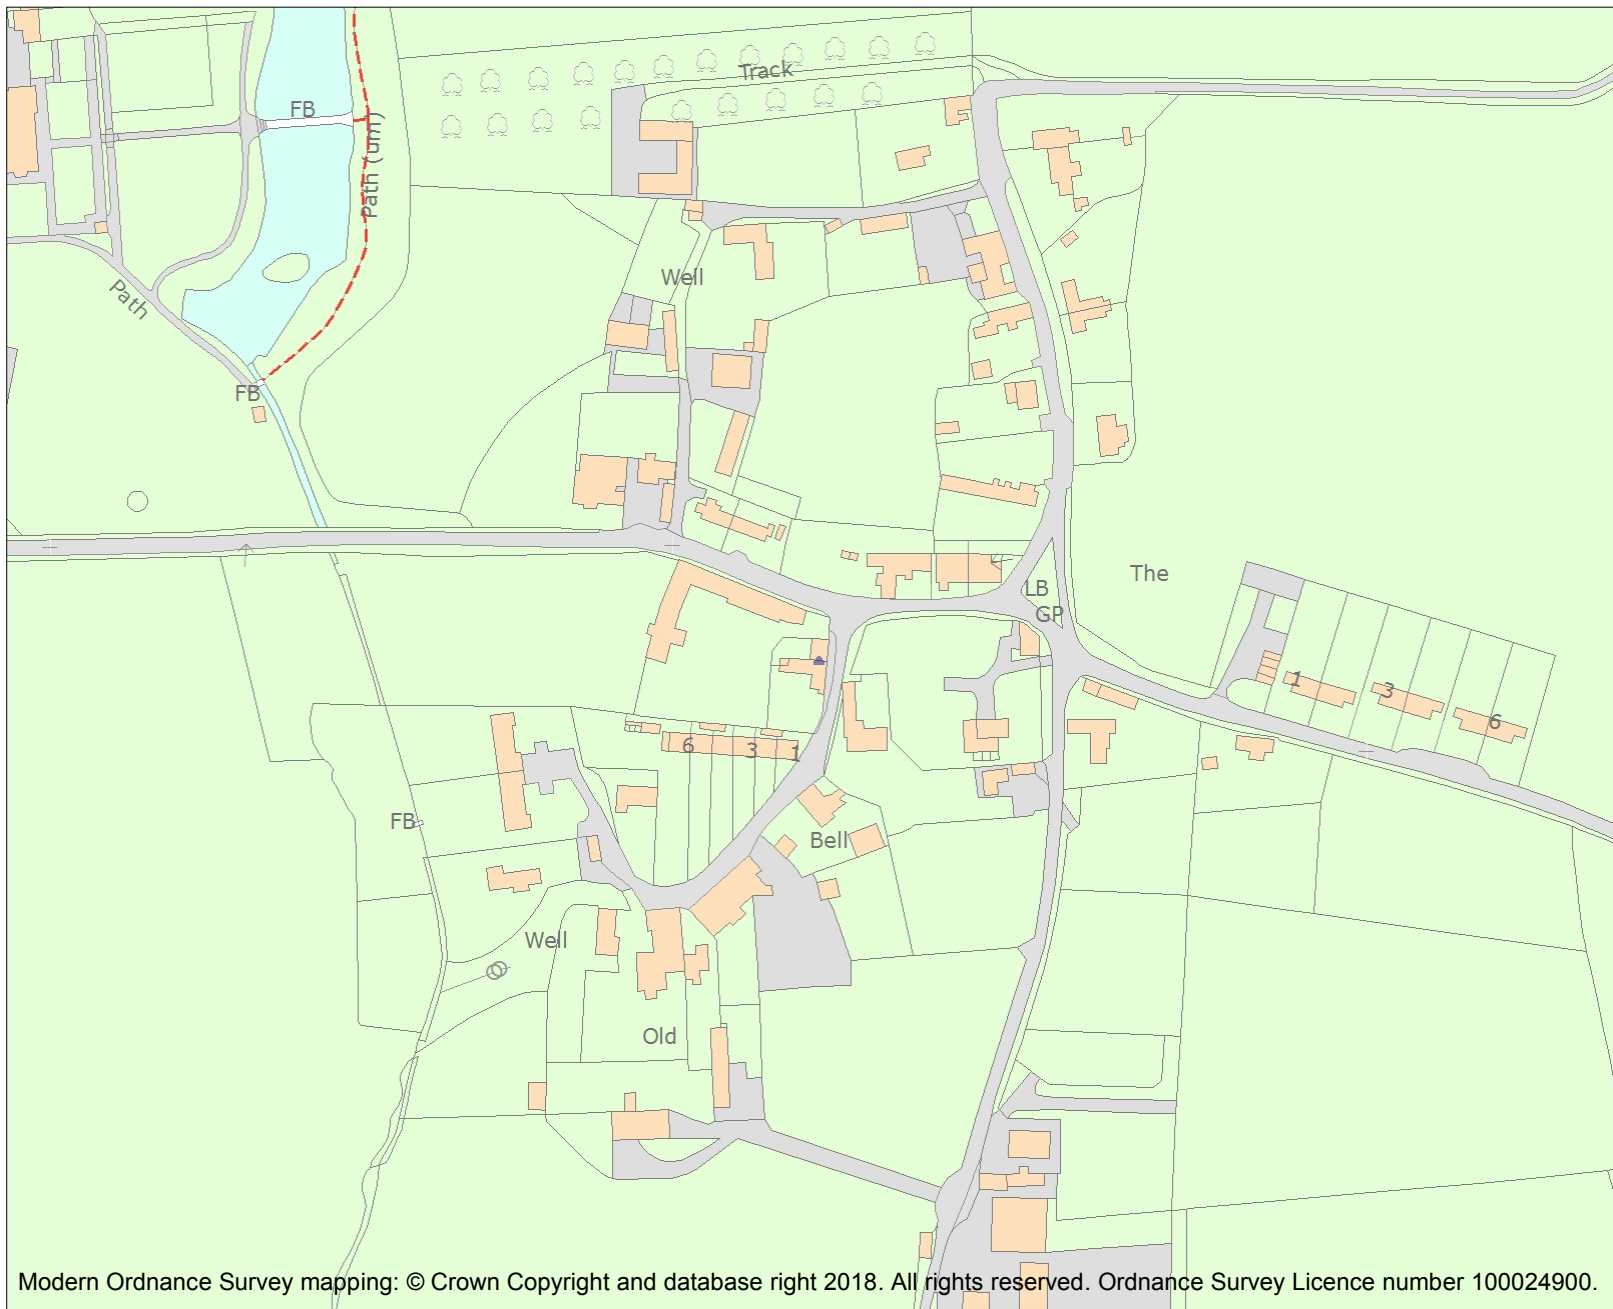 Track
FB
Path (um)
Well
Path
FB
The
LB
GP
1
3
6
6
3
1
FB
Bell
Well
Old
Modern Ordnance Survey mapping: © Crown Copyright and database right 2018. All rights reserved. Ordnance Survey Licence number 100024900.